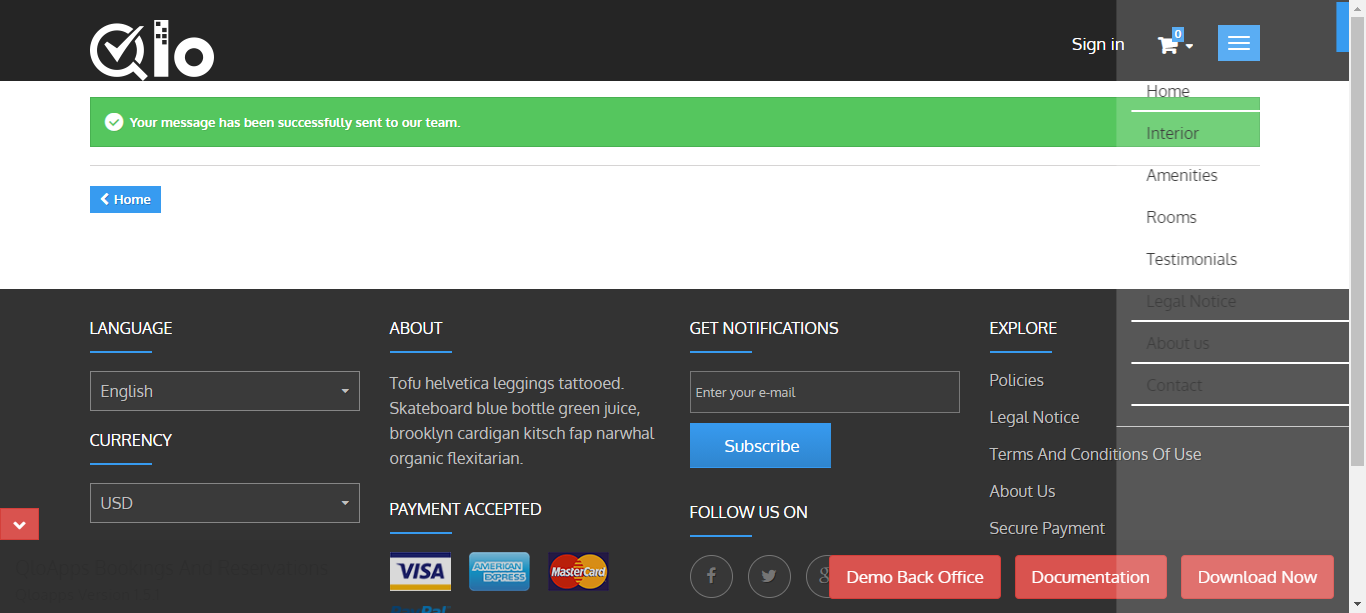 Qlo
Sign in
0
Home
Interior
Amenities
Rooms
Testimonials
Legal Notice
About us
Contact
Your message has been successfully sent to our team.
Home
LANGUAGE
English
CURRENCY
USD
ABOUT
Tofu helvetica leggings tattooed.
Skateboard blue bottle green juice,
brooklyn cardigan kitsch fap narwhal
organic flexitarian.
PAYMENT ACCEPTED
VISA
AMERICAN
EXPRESS
MasterCard
PayPal
GET NOTIFICATIONS
Enter your e-mail
Subscribe
FOLLOW US ON
EXPLORE
Policies
Legal Notice
Terms And Conditions Of Use
About Us
Secure Payment
Demo Back Office
Documentation
Download Now